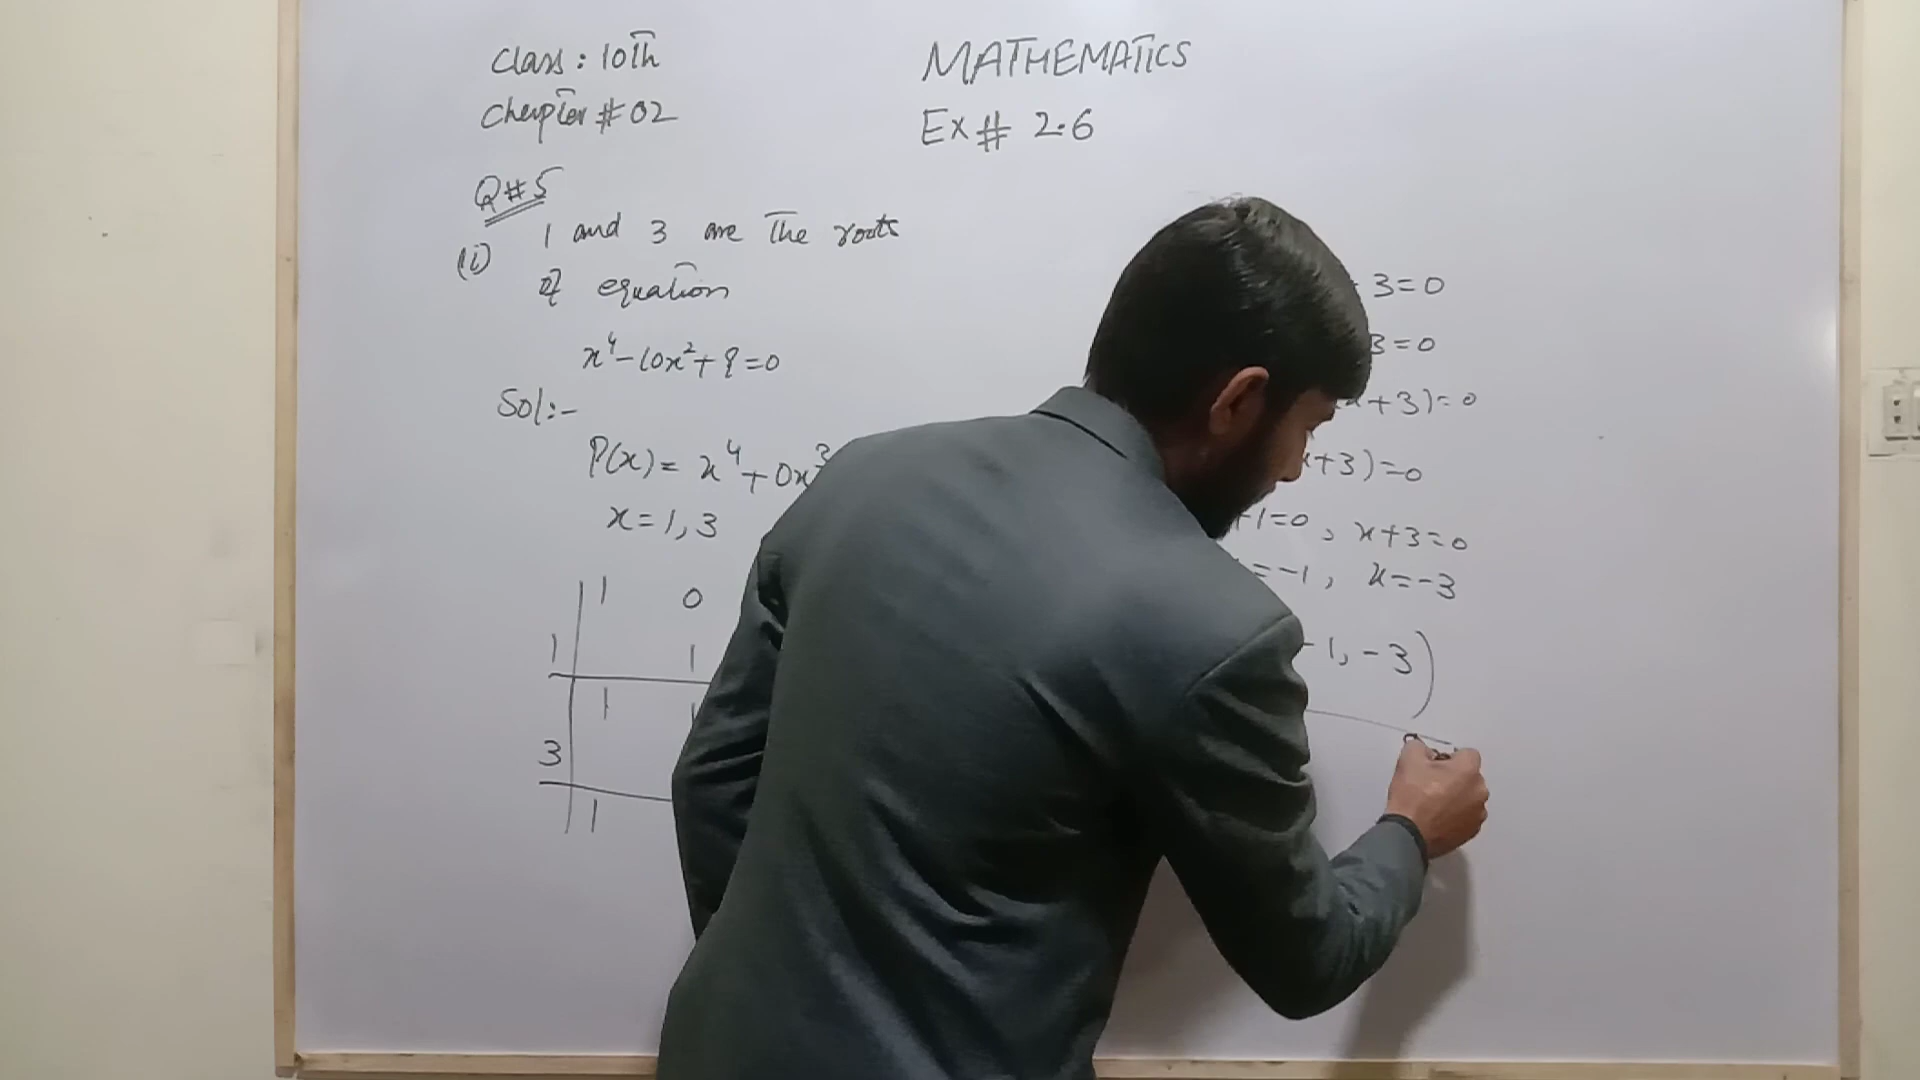 Class: 10th
Chapter # 02
MATHEMATICS
Ex# 2.6
Q#5
(i) 1 and 3 are the roots
of equation
x⁴-10x²+9=0
Sol:-
P(x)= x⁴+0x³
x=1,3
1 0
1 1
1 1
3
1
3=0
3=0
+3)=0
x+3)=0
+1=0, x+3=0
=-1, x=-3
-1, -3)